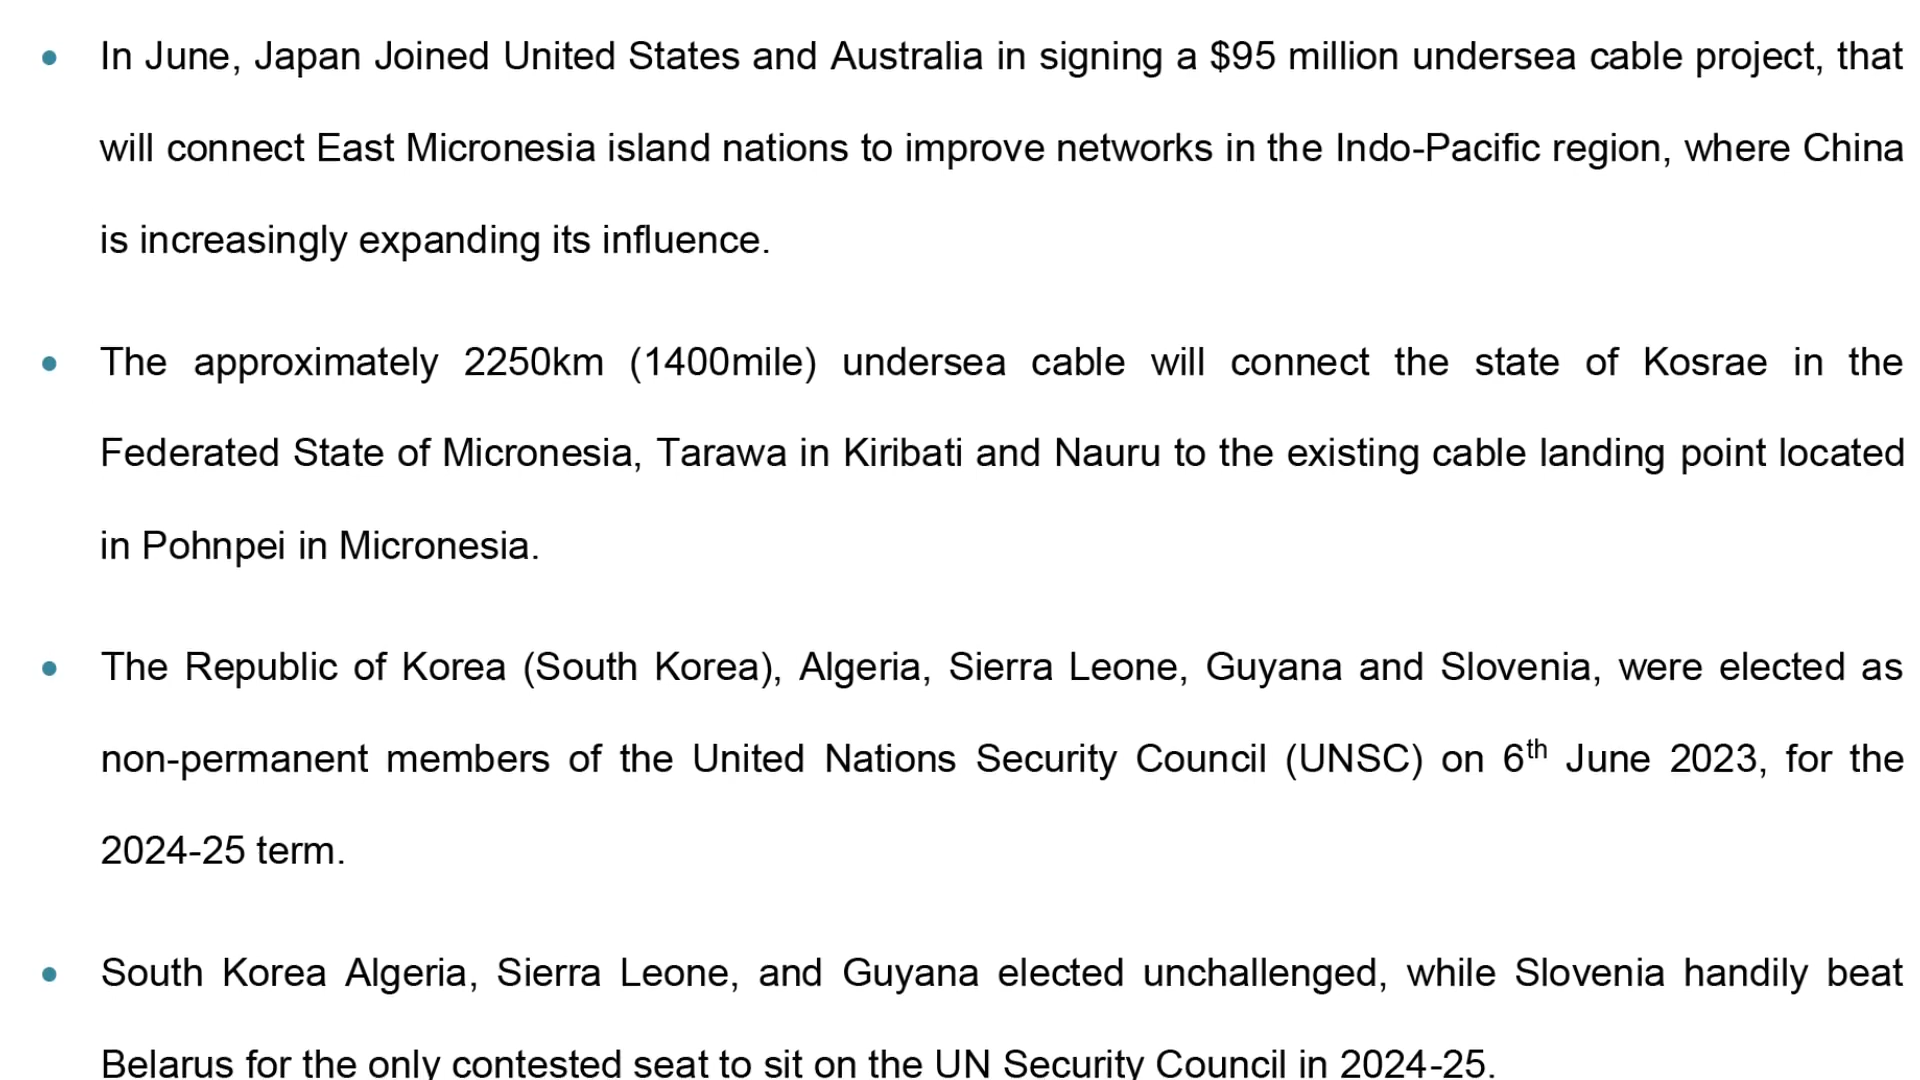 • In June, Japan Joined United States and Australia in signing a $95 million undersea cable project, that
will connect East Micronesia island nations to improve networks in the Indo-Pacific region, where China
is increasingly expanding its influence.
• The approximately 2250km (1400mile) undersea cable will connect the state of Kosrae in the
Federated State of Micronesia, Tarawa in Kiribati and Nauru to the existing cable landing point located
in Pohnpei in Micronesia.
• The Republic of Korea (South Korea), Algeria, Sierra Leone, Guyana and Slovenia, were elected as
non-permanent members of the United Nations Security Council (UNSC) on 6th June 2023, for the
2024-25 term.
• South Korea Algeria, Sierra Leone, and Guyana elected unchallenged, while Slovenia handily beat
Belarus for the only contested seat to sit on the UN Security Council in 2024-25.